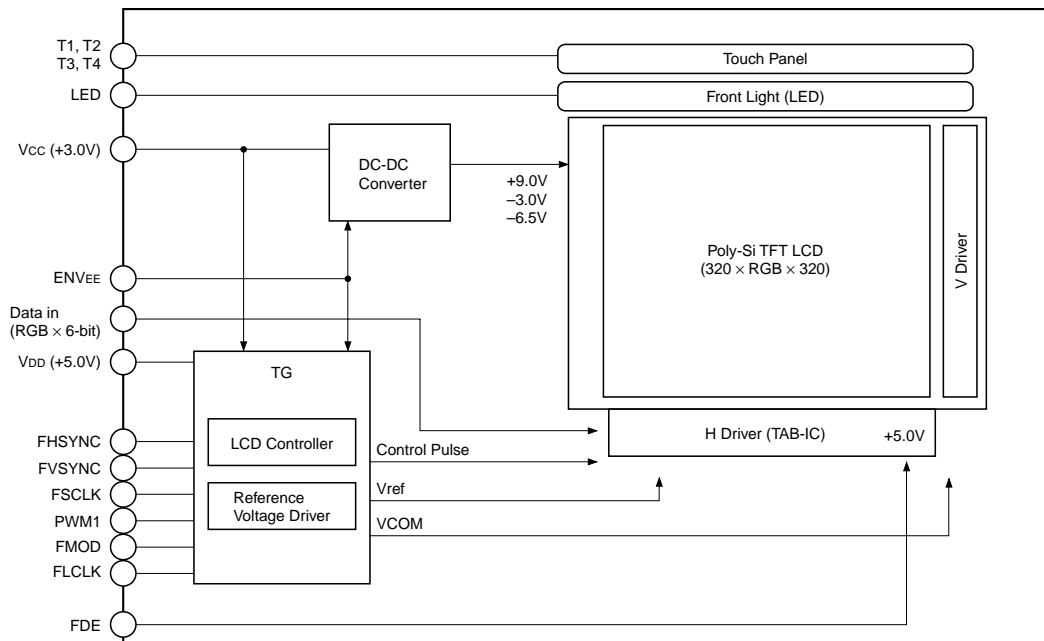 T1, T2
T3, T4
Touch Panel
LED
Front Light (LED)
VCC (+3.0V)
DC-DC
Converter
+9.0V
–3.0V
–6.5V
Poly-Si TFT LCD
(320 × RGB × 320)
V Driver
ENVEE
Data in
(RGB × 6-bit)
VDD (+5.0V)
TG
H Driver (TAB-IC)
+5.0V
FHSYNC
LCD Controller
Control Pulse
FVSYNC
FSCLK
Reference
Voltage Driver
Vref
PWM1
VCOM
FMOD
FLCLK
FDE